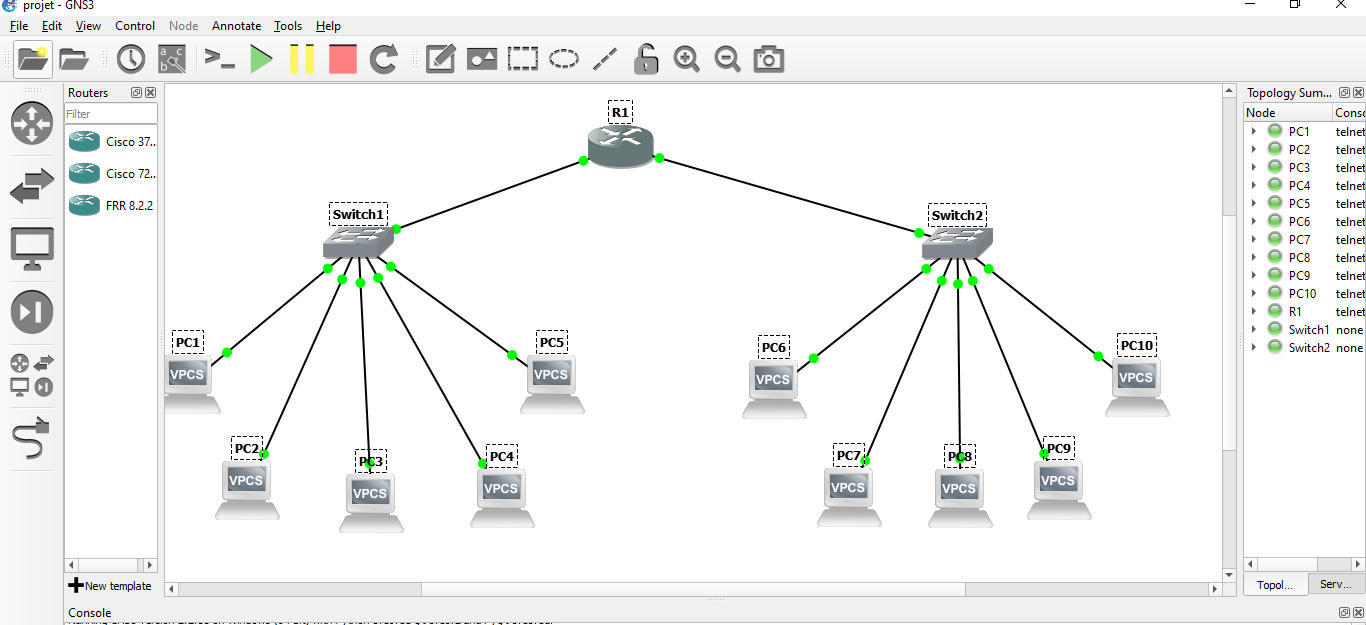 projet - GNS3
File Edit View Control Node Annotate Tools Help
Routers
Filter
Cisco 37..
Cisco 72..
FRR 8.2.2
New template
R1
Switch1
Switch2
PC1
VPCS
PC5
VPCS
PC6
VPCS
PC10
VPCS
PC2
VPCS
PC3
VPCS
PC4
VPCS
PC7
VPCS
PC8
VPCS
PC9
VPCS
Topology Sum...
Node Conso
PC1 telnet
PC2 telnet
PC3 telnet
PC4 telnet
PC5 telnet
PC6 telnet
PC7 telnet
PC8 telnet
PC9 telnet
PC10 telnet
R1 telnet
Switch1 none
Switch2 none
Topol... Serv...
Console